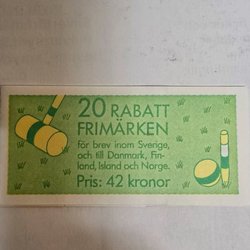 20 RABATT
FRIMÄRKEN
för brev inom Sverige,
och till Danmark, Fin-
land, Island och Norge.
Pris: 42 kronor